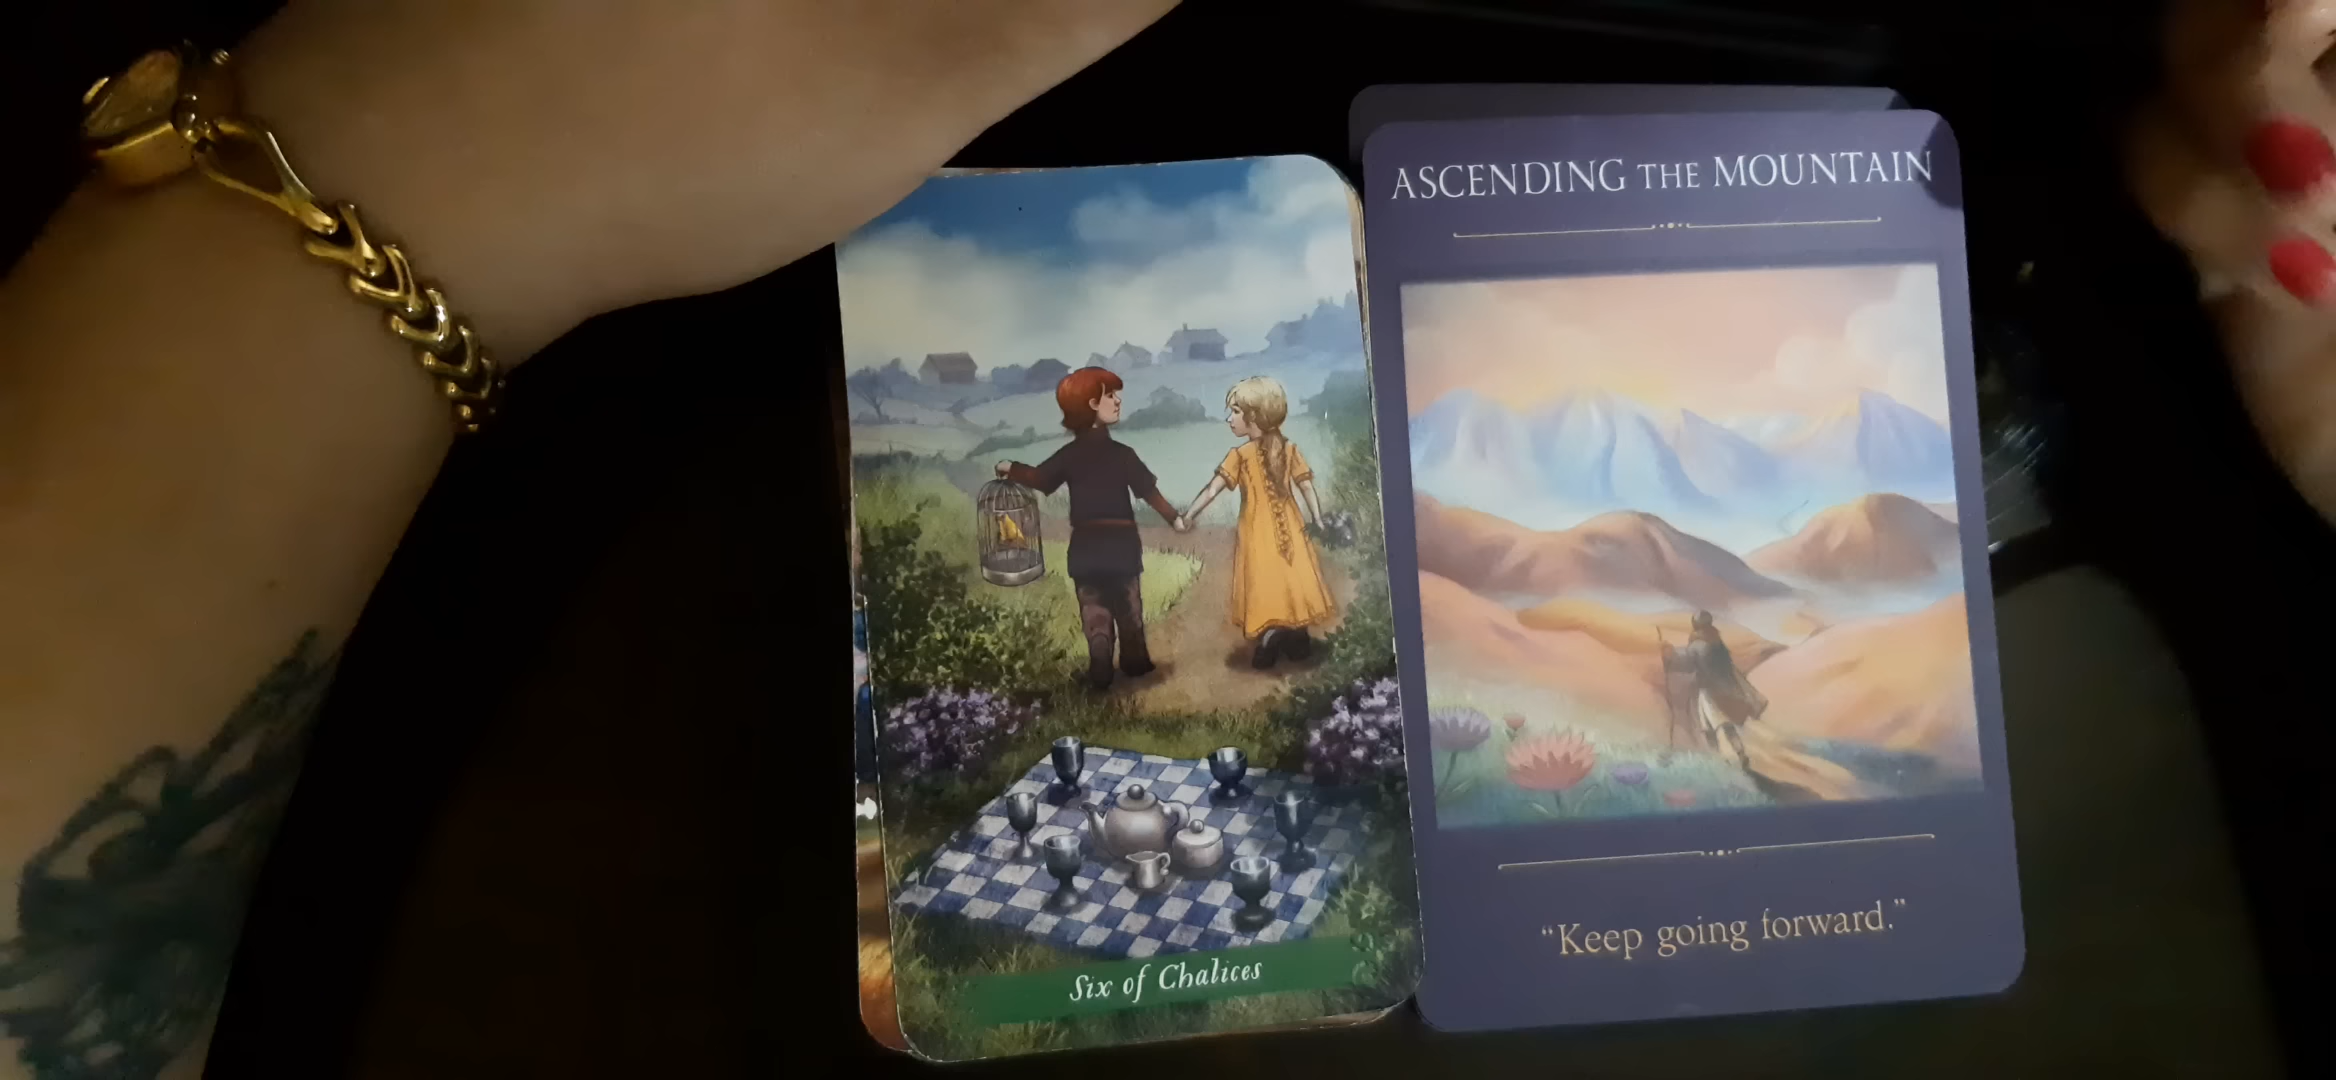 Six of Chalices
ASCENDING THE MOUNTAIN
“Keep going forward.”